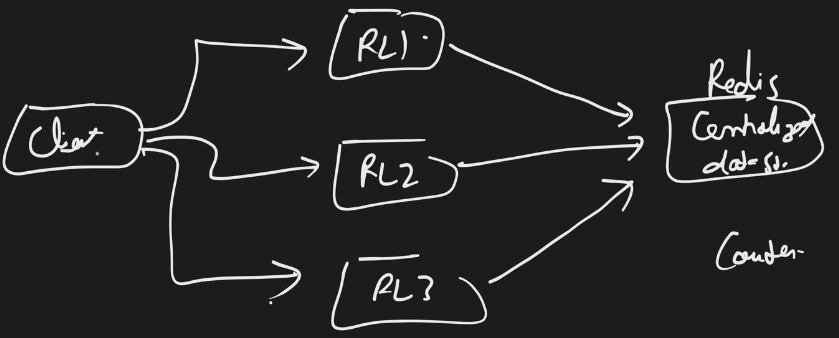 Client
RL1
RL2
RL3
Redis
Centralized
data st.
Counter